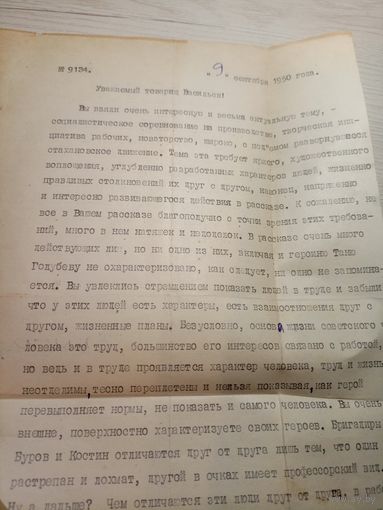 № 9134.
"9" сентября 1950 года.
Уважаемый товарищ Васильев!
Вы взяли очень интересную и весьма актуальную тему, -
социалистическое соревнование на производстве, творческая ини-
циатива рабочих, новаторство, широко, с подъемом развернувшееся
стахановское движение. Тема эта требует яркого, художественного
воплощения, углубленно разработанных характеров людей, жизненно
правдивых столкновений их друг с другом, наконец, напряженно
и интересно развивающегося действия в рассказе. К сожалению, не
все в Вашем рассказе благополучно с точки зрения этих требова-
ний, много в нем натяжек и недоделок. В рассказе очень много
действующих лиц, но ни одно из них, включая и героиню Таню
Голубеву не охарактеризовано, как следует, ни одно не запомина-
ется. Вы увлеклись стремлением показать людей в труде и забыли
что у этих людей есть характеры, есть взаимоотношения друг с
другом, жизненные планы. Безусловно, основа жизни советского ч
ловека это труд, большинство его интересов связано с работой,
но ведь и в труде проявляется характер человека, труд и жизнь
неотделимы, тесно переплетены и нельзя показывая, как герой
перевыполняет нормы, не показать и самого человека. Вы очень
внешне, поверхностно характеризуете своих героев. Бригадиры
Буров и Костин отличаются друг от друга лишь тем, что один
растрепан и лохмат, другой в очках имеет профессорский вид.
Ну а дальше? Чем отличаются эти люди друг от друга, в рабо